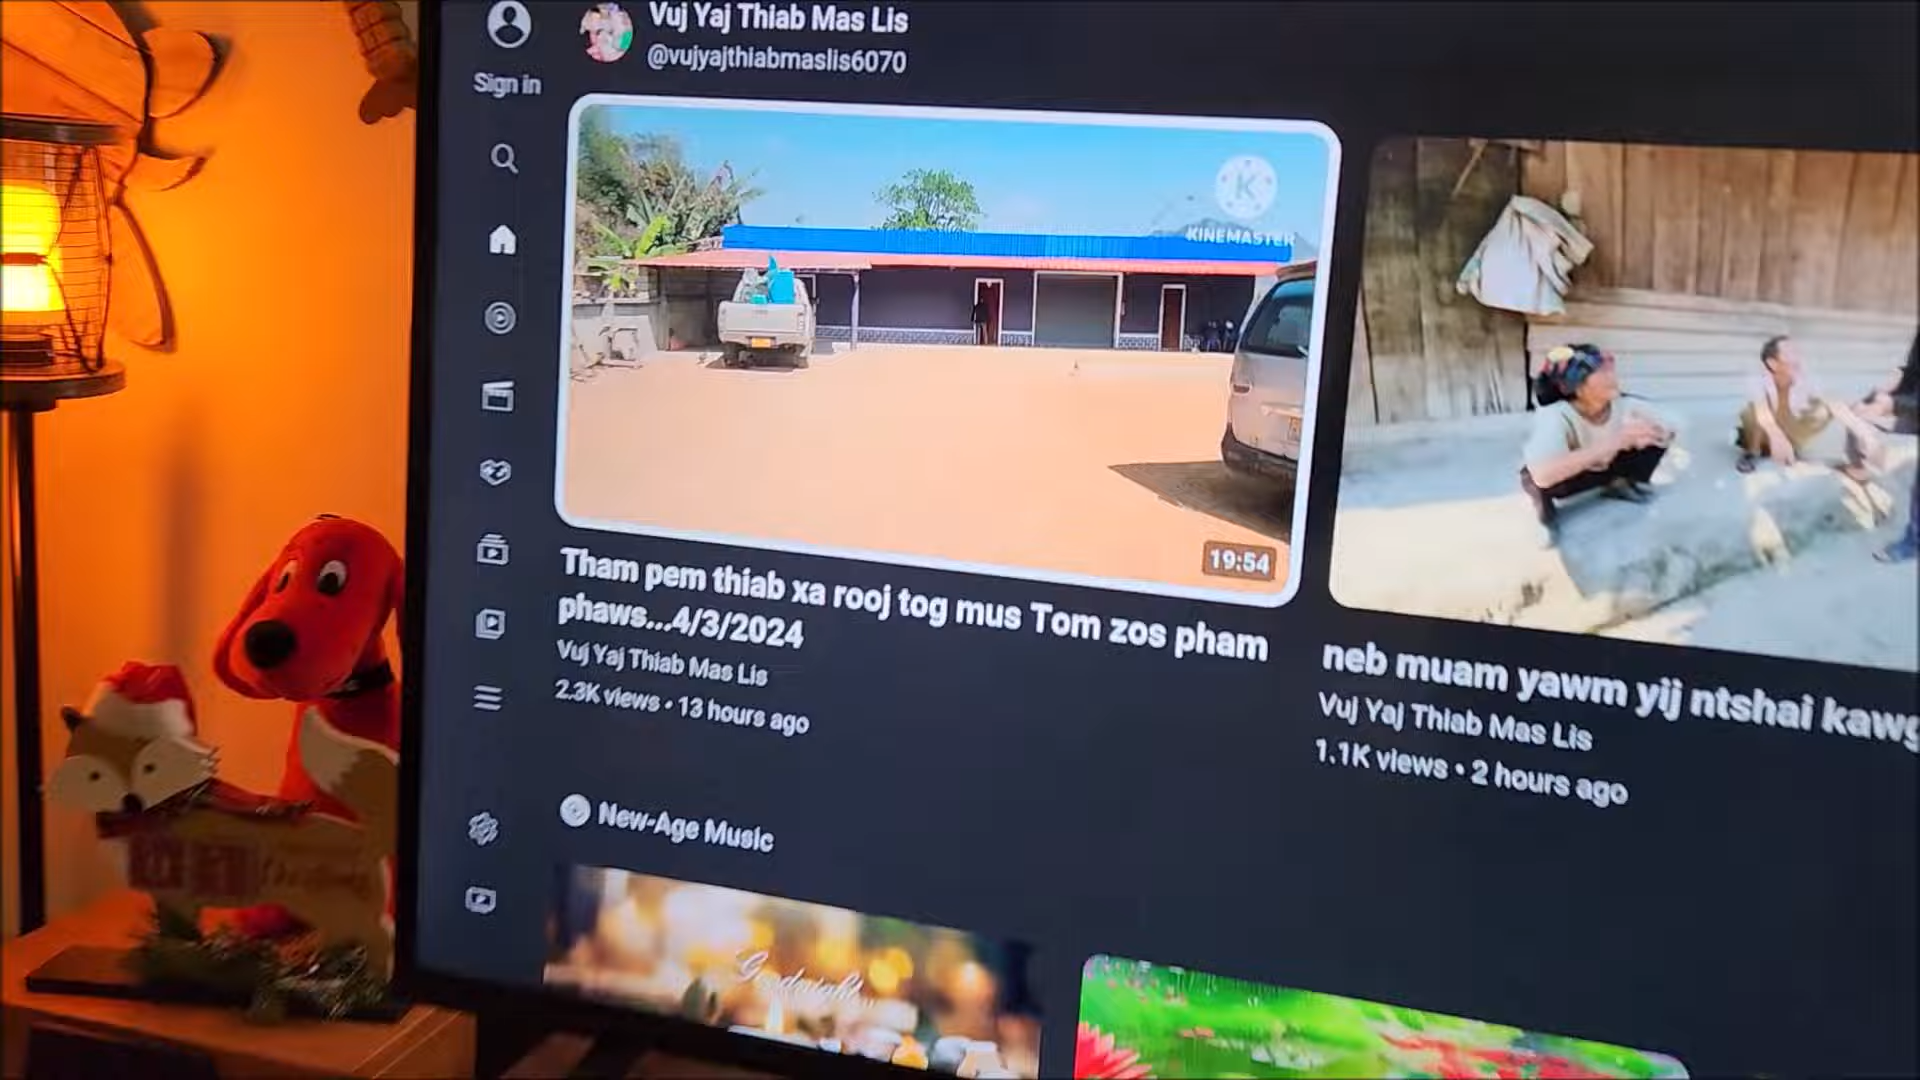 Vuj Yaj Thiab Mas Lis
@vujyajthiabmaslis6070
Sign in
K
KINEMASTER
19:54
Tham pem thiab xa rooj tog mus Tom zos pham
phaws...4/3/2024
Vuj Yaj Thiab Mas Lis
2.3K views • 13 hours ago
neb muam yawm yij ntshai kawg
Vuj Yaj Thiab Mas Lis
1.1K views • 2 hours ago
New-Age Music
Goodnight...